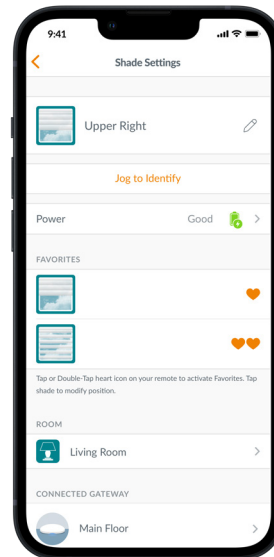 9:41
Shade Settings
Upper Right
Jog to Identify
Power Good
FAVORITES
Tap or Double-Tap heart icon on your remote to activate Favorites. Tap
shade to modify position.
ROOM
Living Room
CONNECTED GATEWAY
Main Floor